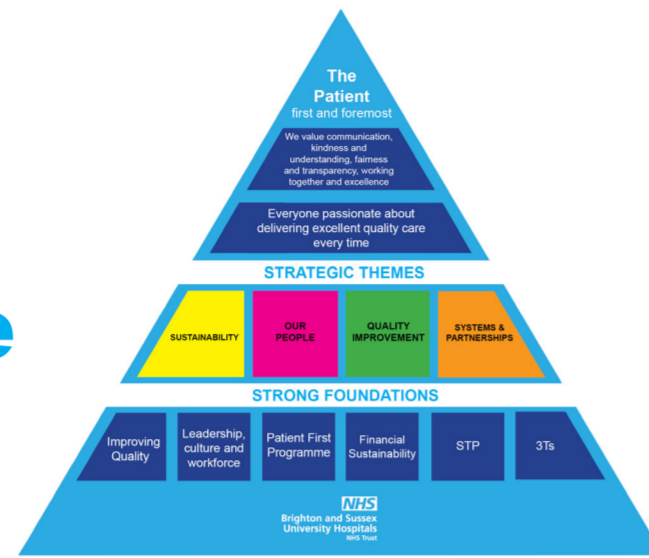 The
Patient
first and foremost
We value communication,
kindness and
understanding, fairness
and transparency, working
together and excellence
Everyone passionate about
delivering excellent quality care
every time
STRATEGIC THEMES
SUSTAINABILITY
OUR
PEOPLE
QUALITY
IMPROVEMENT
SYSTEMS &
PARTNERSHIPS
e
STRONG FOUNDATIONS
Improving
Quality
Leadership,
culture and
workforce
Patient First
Programme
Financial
Sustainability
STP
3Ts
NHS
Brighton and Sussex
University Hospitals
NHS Trust